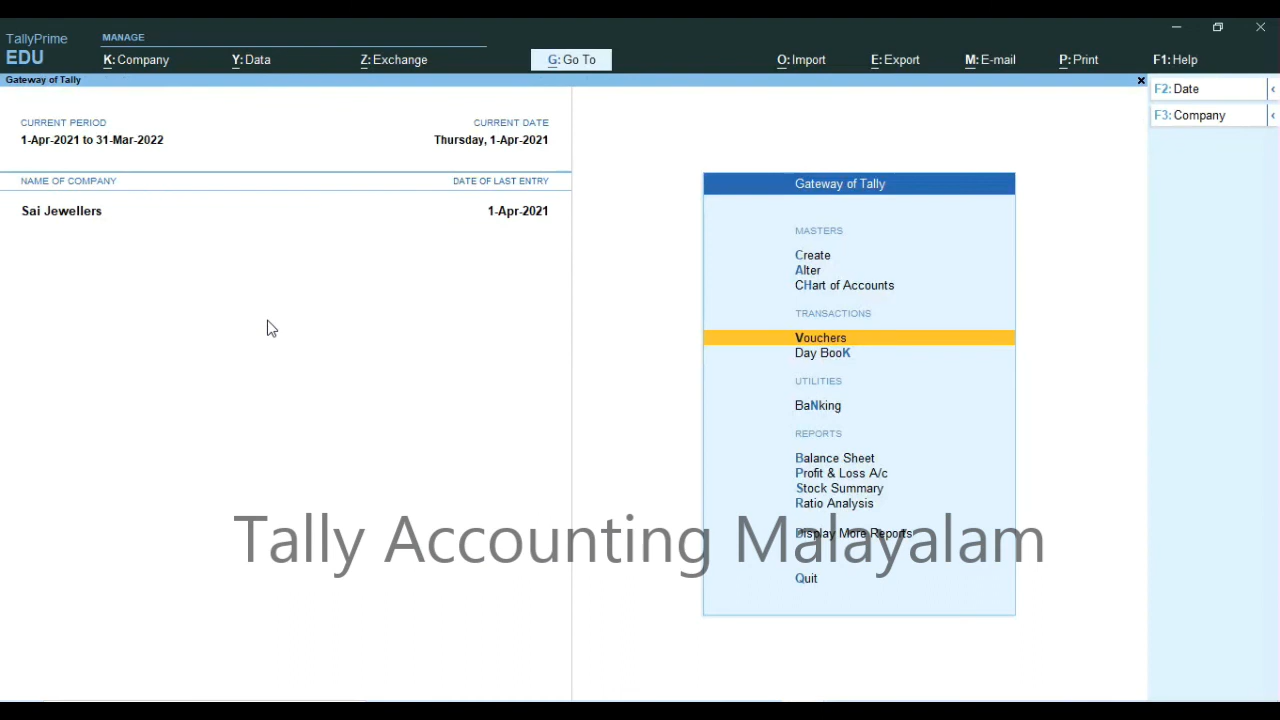 TallyPrime
EDU
MANAGE
K: Company
Y: Data
Z: Exchange
G: Go To
O: Import
E: Export
M: E-mail
P: Print
F1: Help
Gateway of Tally
F2: Date
F3: Company
CURRENT PERIOD
CURRENT DATE
1-Apr-2021 to 31-Mar-2022
Thursday, 1-Apr-2021
NAME OF COMPANY
DATE OF LAST ENTRY
Sai Jewellers
1-Apr-2021
Gateway of Tally
MASTERS
Create
Alter
CHart of Accounts
TRANSACTIONS
Vouchers
Day BooK
UTILITIES
BaNking
REPORTS
Balance Sheet
Profit & Loss A/c
Stock Summary
Ratio Analysis
Display More Reports
Quit
Tally Accounting Malayalam